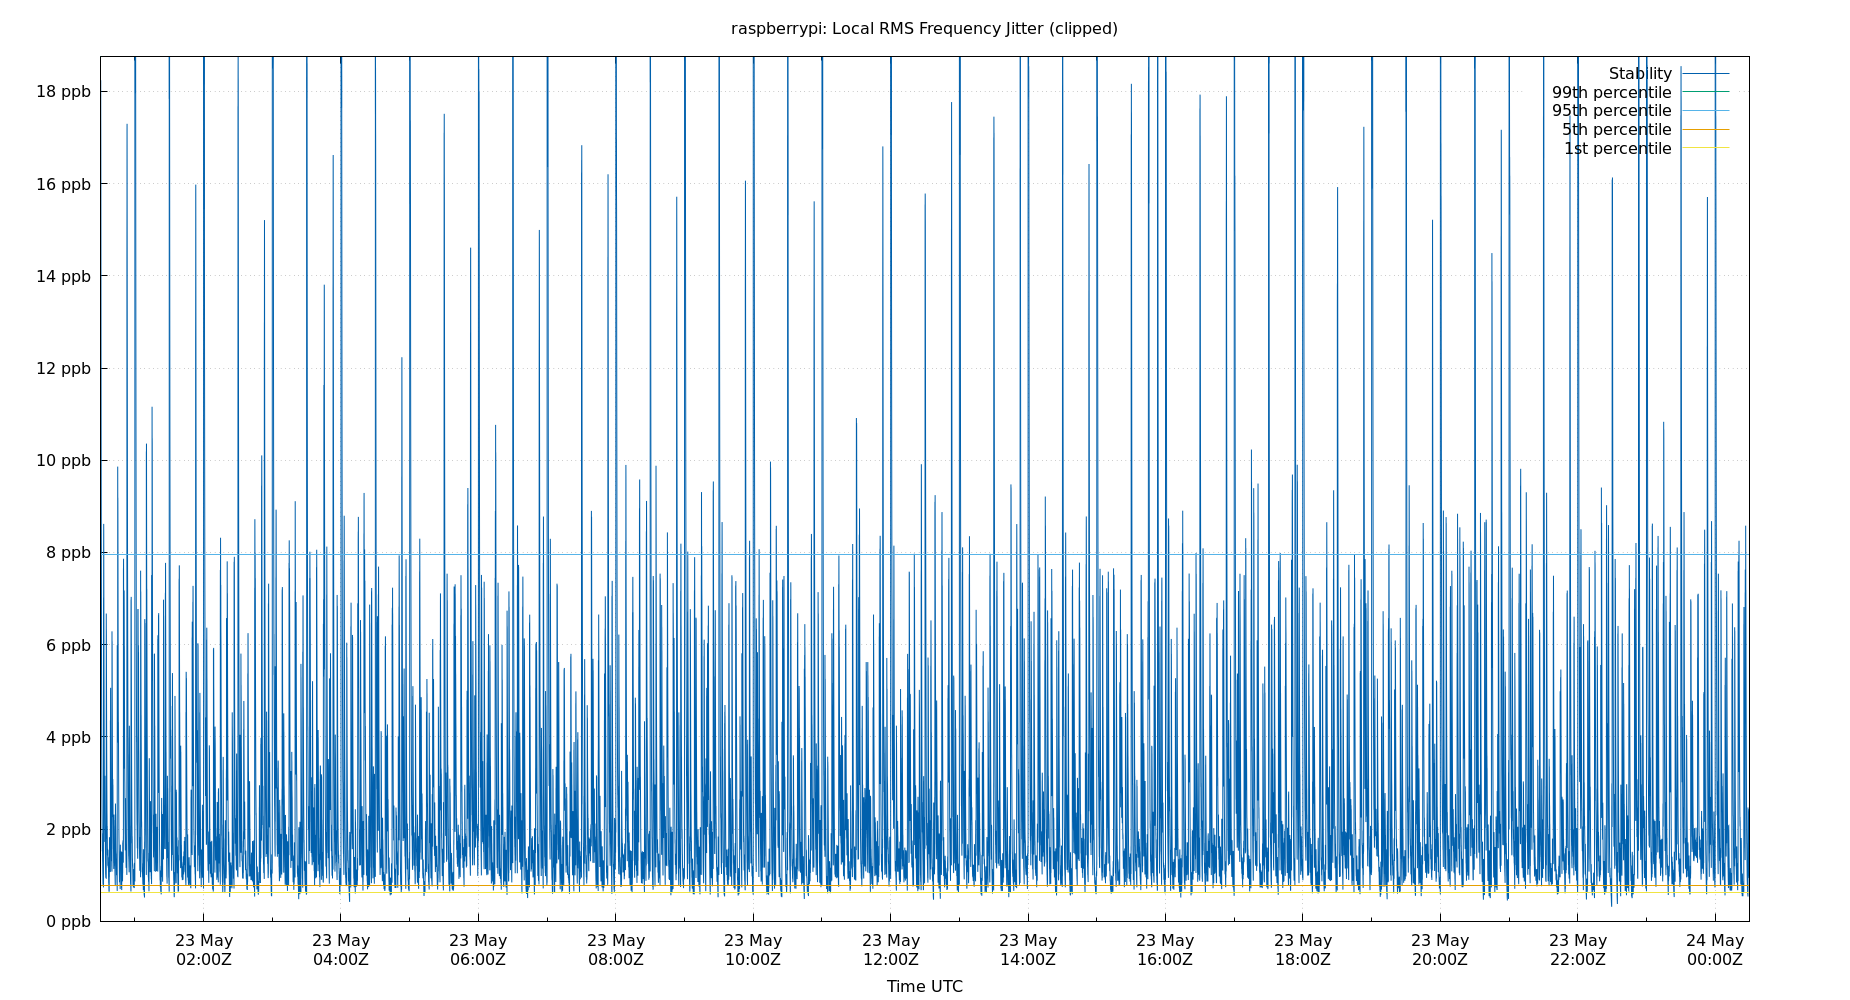 raspberrypi: Local RMS Frequency Jitter (clipped)
Stability
99th percentile
95th percentile
5th percentile
1st percentile
18 ppb
16 ppb
14 ppb
12 ppb
10 ppb
8 ppb
6 ppb
4 ppb
2 ppb
0 ppb
23 May 23 May 23 May 23 May 23 May 23 May 23 May 23 May 23 May 23 May 23 May 24 May
02:00Z 04:00Z 06:00Z 08:00Z 10:00Z 12:00Z 14:00Z 16:00Z 18:00Z 20:00Z 22:00Z 00:00Z
Time UTC